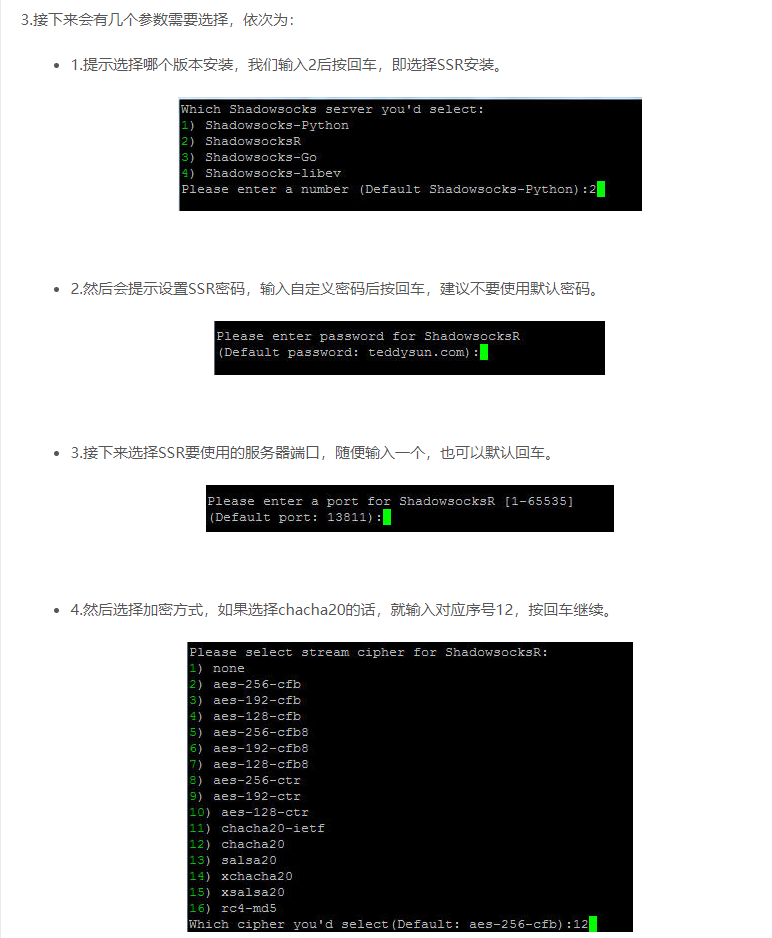 3.接下来会有几个参数需要选择，依次为：
1.提示选择哪个版本安装，我们输入2后按回车，即选择SSR安装。
Which Shadowsocks server you'd select:
1) Shadowsocks-Python
2) ShadowsocksR
3) Shadowsocks-Go
4) Shadowsocks-libev
Please enter a number (Default Shadowsocks-Python):2
2.然后会提示设置SSR密码，输入自定义密码后按回车，建议不要使用默认密码。
Please enter password for ShadowsocksR
(Default password: teddysun.com):
3.接下来选择SSR要使用的服务器端口，随便输入一个，也可以默认回车。
Please enter a port for ShadowsocksR [1-65535]
(Default port: 13811):
4.然后选择加密方式，如果选择chacha20的话，就输入对应序号12，按回车继续。
Please select stream cipher for ShadowsocksR:
1) none
2) aes-256-cfb
3) aes-192-cfb
4) aes-128-cfb
5) aes-256-cfb8
6) aes-192-cfb8
7) aes-128-cfb8
8) aes-256-ctr
9) aes-192-ctr
10) aes-128-ctr
11) chacha20-ietf
12) chacha20
13) salsa20
14) xchacha20
15) xsalsa20
16) rc4-md5
Which cipher you'd select(Default: aes-256-cfb):12